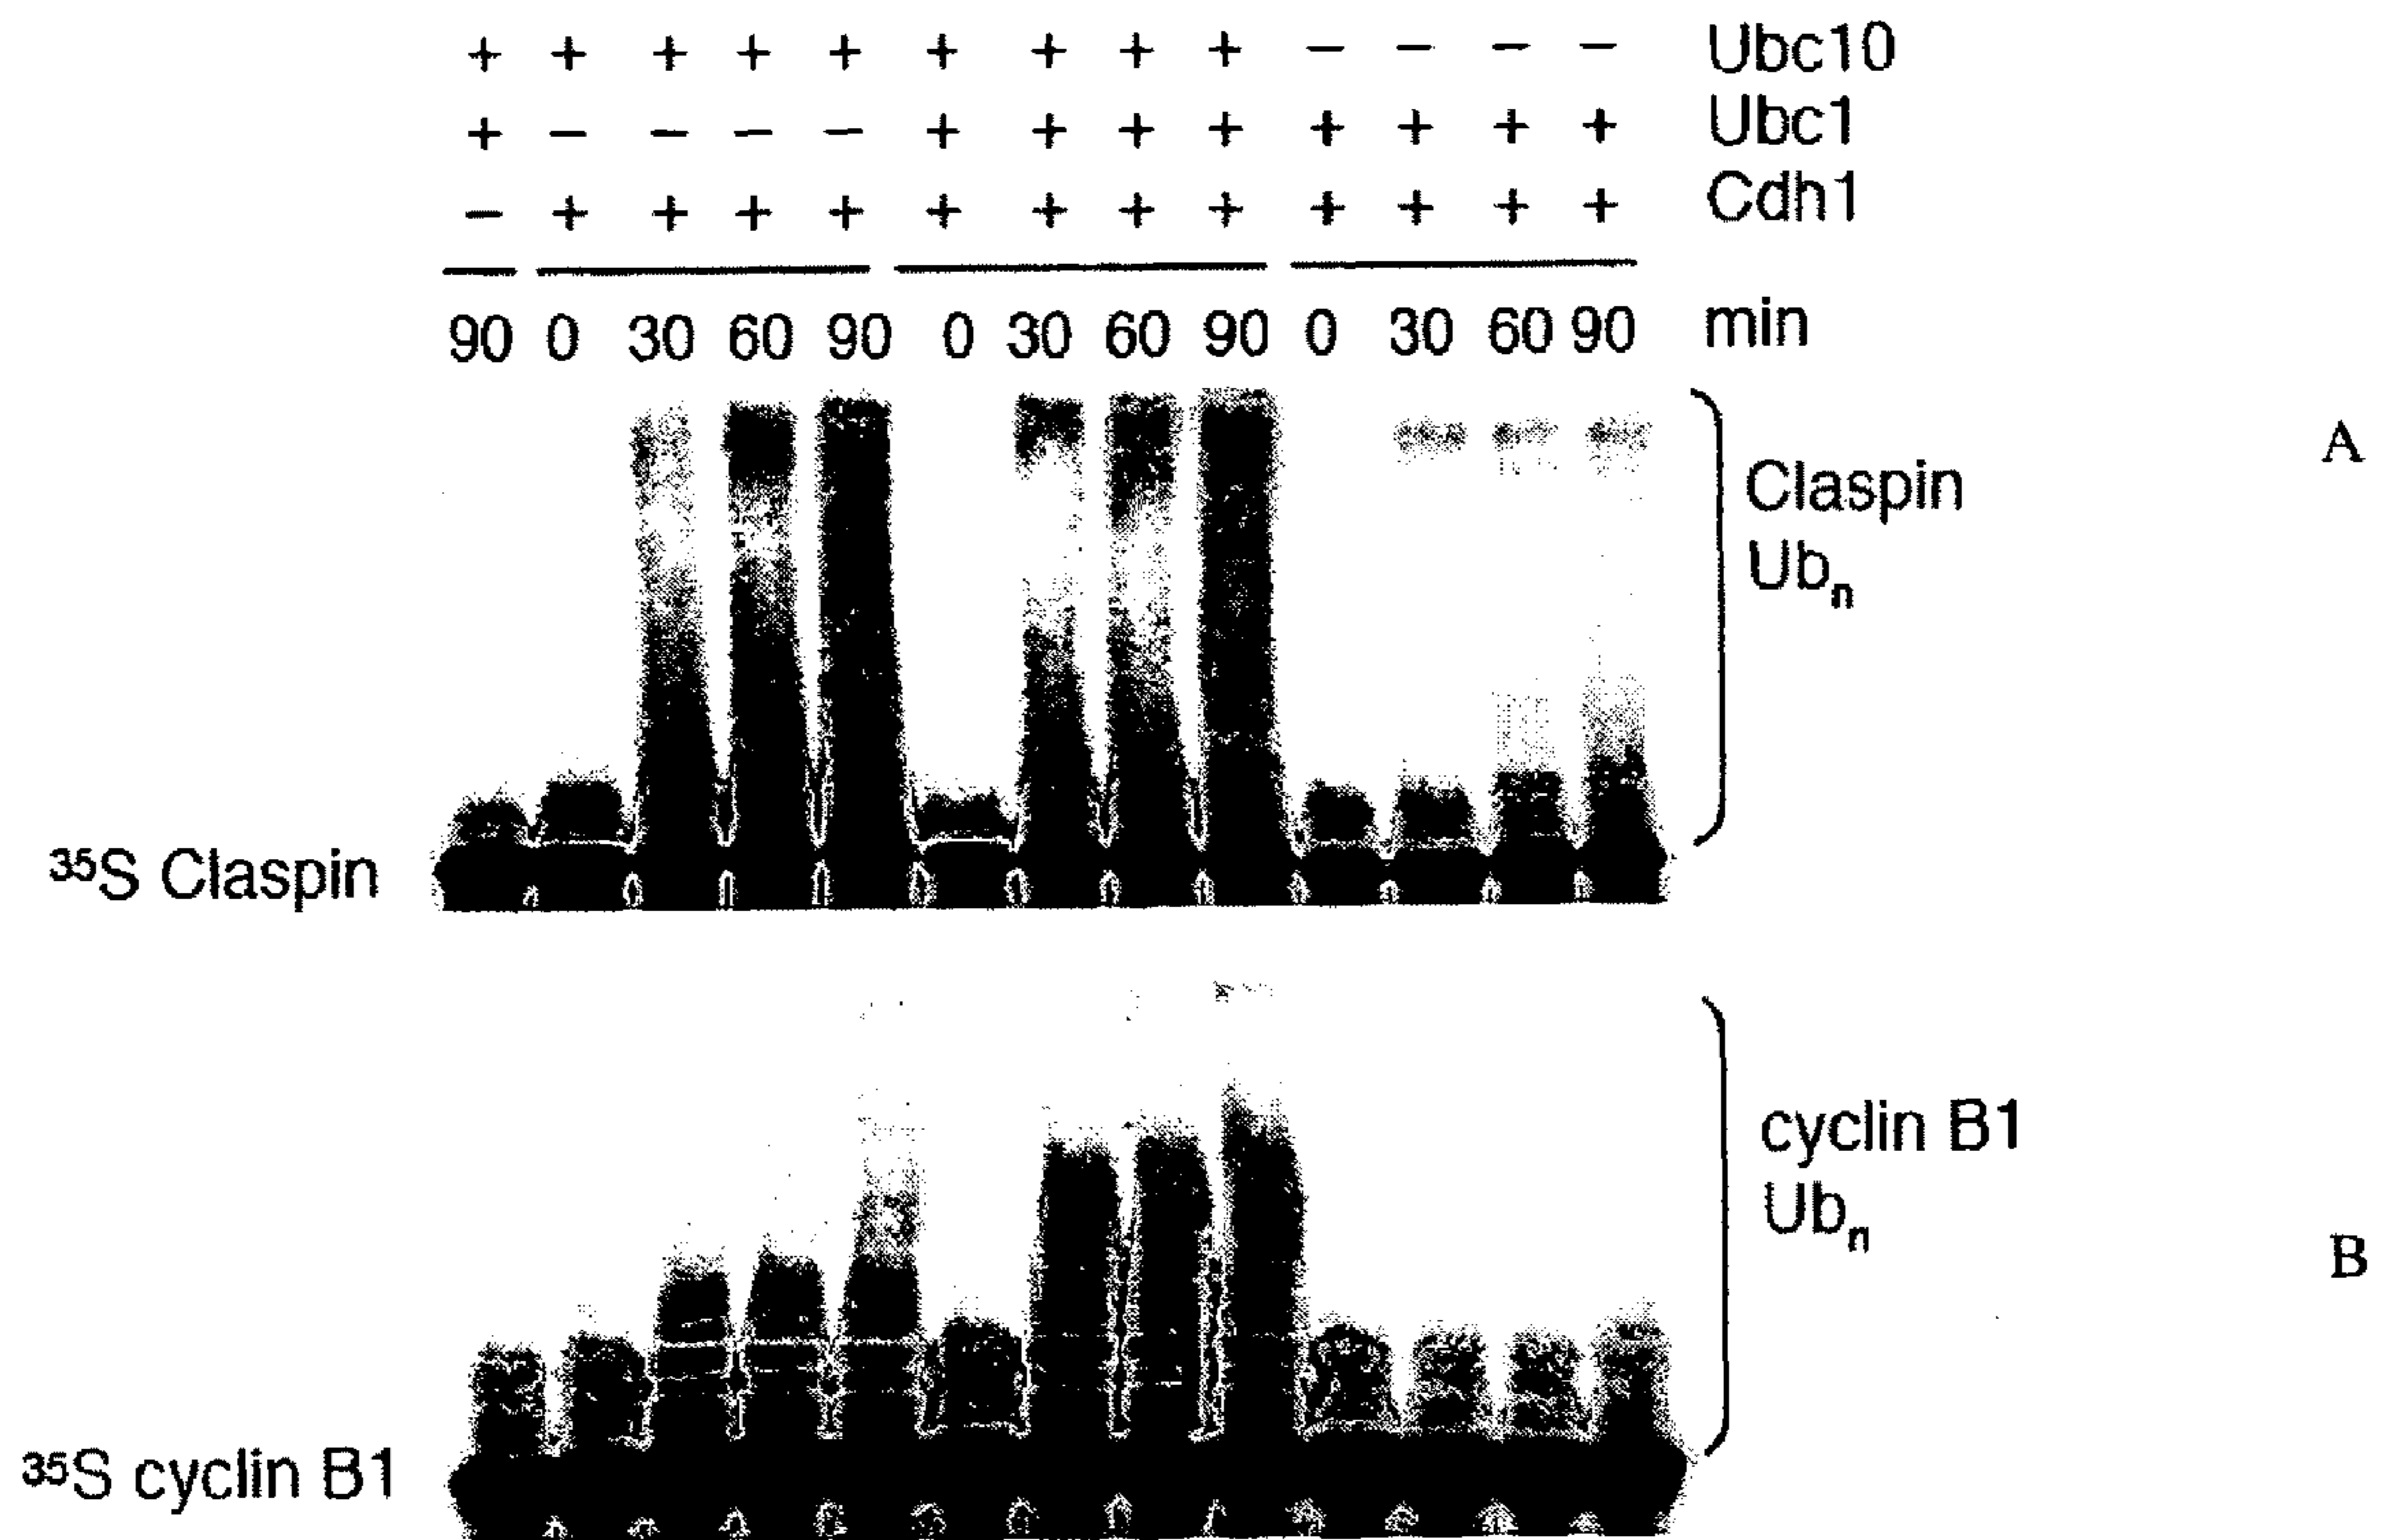 + + + + + + + + + − − − − Ubc10
+ − − − − + + + + + + + + Ubc1
− + + + + + + + + + + + + Cdh1
90 0 30 60 90 0 30 60 90 0 30 60 90 min
A
Claspin
Ubn
35S Claspin
cyclin B1
Ubn
B
35S cyclin B1